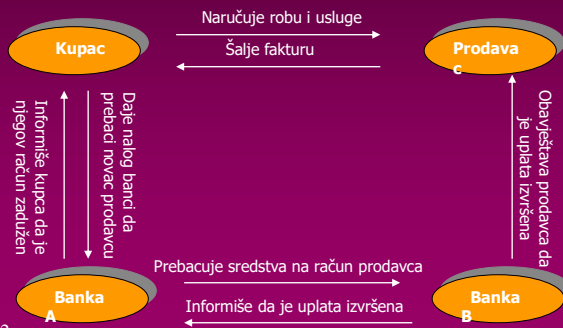 Naručuje robu i usluge
Kupac
Šalje fakturu
Prodava
c
Informiše kupca da je
njegov račun zadužen
Daje nalog banci da
prebaci novac prodavcu
Obavještava prodavca da
je uplata izvršena
Prebacuje sredstva na račun prodavca
Banka
A
Informiše da je uplata izvršena
Banka
B